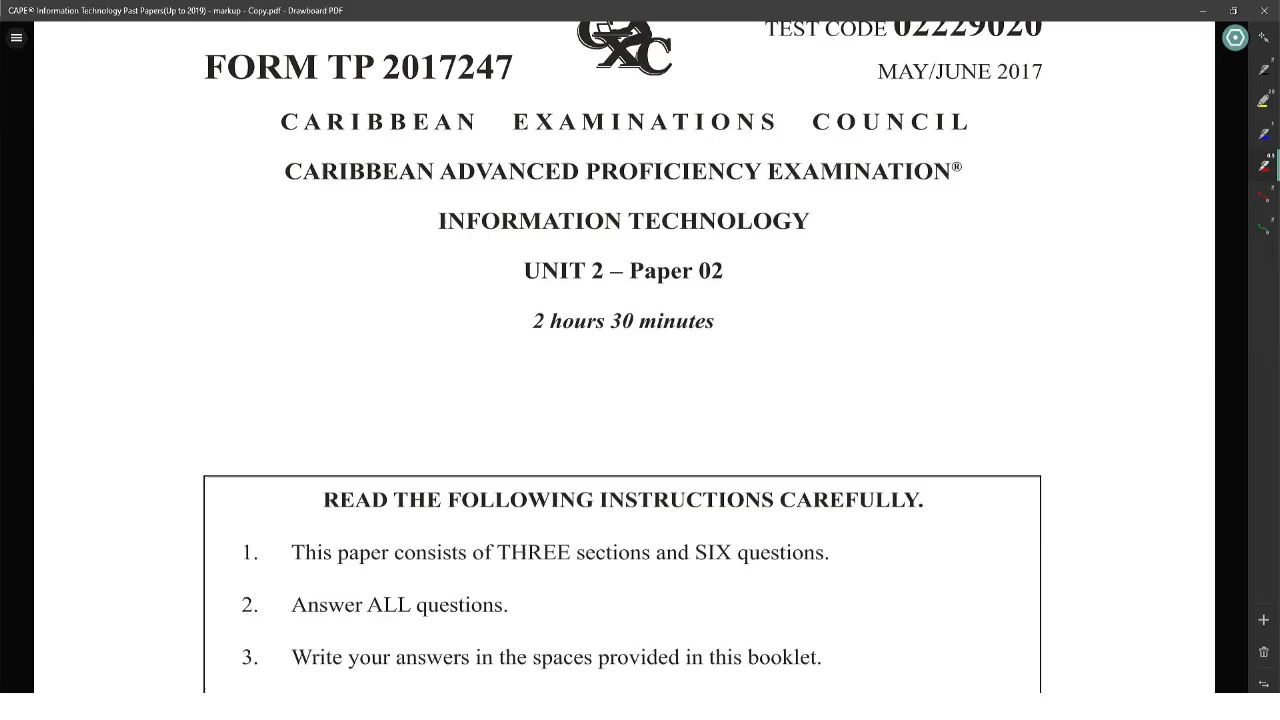 CAPE® Information Technology Past Papers(Up to 2019) - markup - Copy.pdf - Drawboard PDF
TEST CODE 02229020
FORM TP 2017247
MAY/JUNE 2017
CARIBBEAN EXAMINATIONS COUNCIL
CARIBBEAN ADVANCED PROFICIENCY EXAMINATION®
INFORMATION TECHNOLOGY
UNIT 2 – Paper 02
2 hours 30 minutes
READ THE FOLLOWING INSTRUCTIONS CAREFULLY.
1. This paper consists of THREE sections and SIX questions.
2. Answer ALL questions.
3. Write your answers in the spaces provided in this booklet.